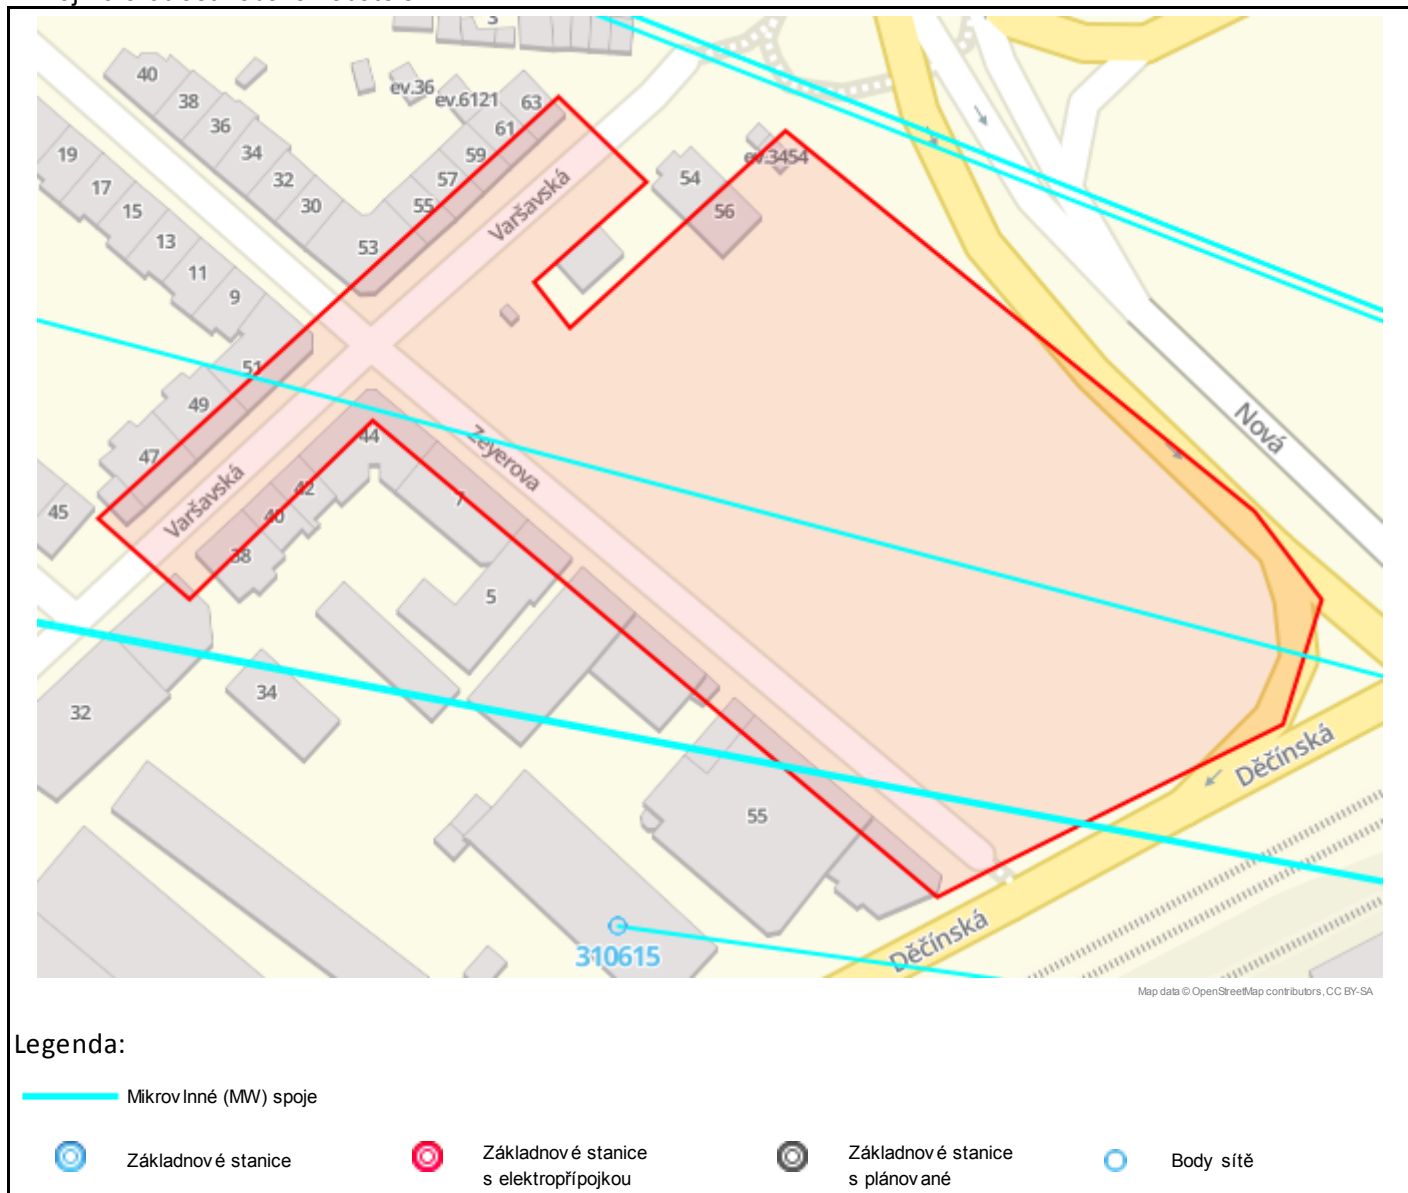 3
40
38
36
34
32
30
ev.36
ev.6121
63
61
59
57
55
53
19
17
15
13
11
9
51
49
47
45
Varšavská
54
56
ev.3454
Nová
44
42
40
38
Varšavská
Zeyerova
7
5
34
32
55
Děčínská
Děčínská
310615
Map data © OpenStreetMap contributors, CC BY-SA
Legenda:
Mikrovlnné (MW) spoje
Základnové stanice
Základnové stanice
s elektropřípojkou
Základnové stanice
s plánované
Body sítě